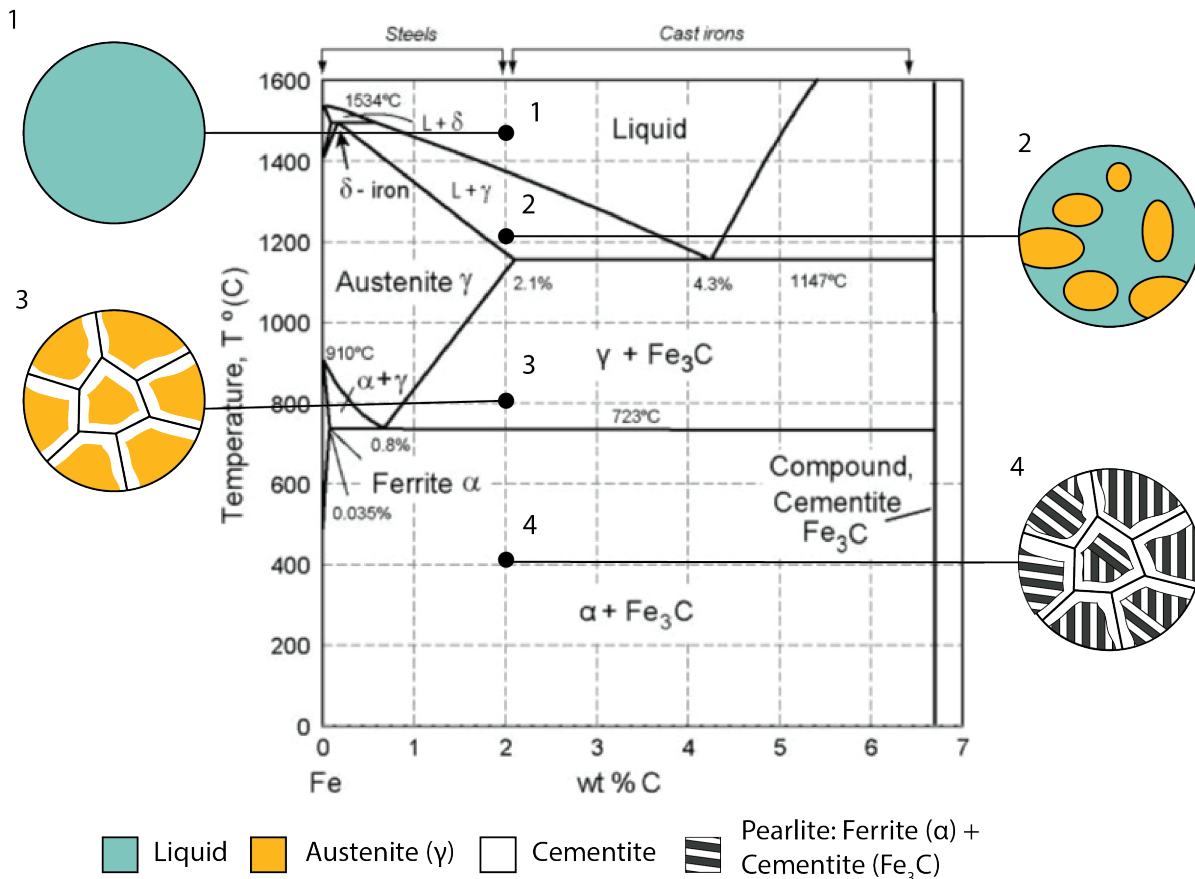 1
Steels
Cast irons
1600
1534ºC
L + δ
1
Liquid
2
1400
δ - iron
L + γ
2
1200
Austenite γ
2.1%
4.3%
1147ºC
3
1000
910ºC
α + γ
3
γ + Fe₃C
800
723ºC
0.8%
Temperature, T º(C)
600
Ferrite α
0.035%
Compound,
Cementite
Fe₃C
4
4
400
α + Fe₃C
200
0
0 1 2 3 4 5 6 7
Fe
wt % C
Liquid
Austenite (γ)
Cementite
Pearlite: Ferrite (α) +
Cementite (Fe₃C)